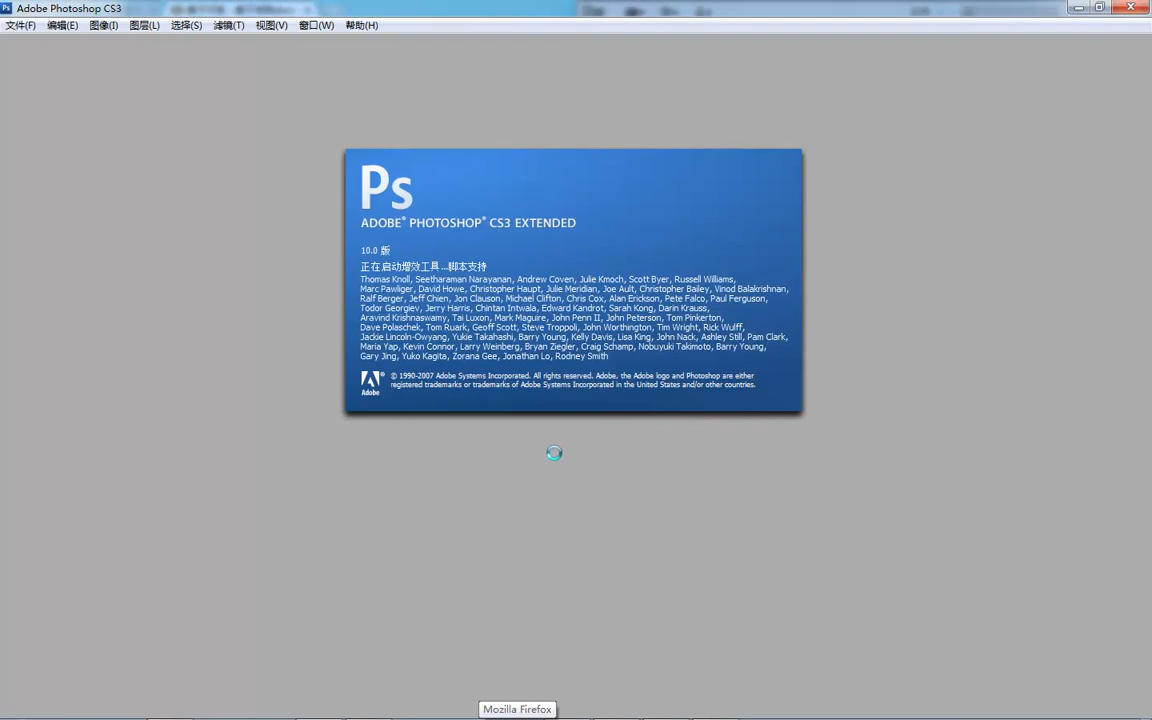 Adobe Photoshop CS3
文件(F) 编辑(E) 图像(I) 图层(L) 选择(S) 滤镜(T) 视图(V) 窗口(W) 帮助(H)
Ps
ADOBE® PHOTOSHOP® CS3 EXTENDED
10.0 版
正在启动增效工具...脚本支持
Thomas Knoll, Seetharaman Narayanan, Andrew Coven, Julie Kmoch, Scott Byer, Russell Williams,
Marc Pawliger, David Howe, Christopher Haupt, Julie Meridian, Joe Ault, Christopher Bailey, Vinod Balakrishnan,
Ralf Berger, Jeff Chien, Jon Clauson, Michael Clifton, Chris Cox, Alan Erickson, Pete Falco, Paul Ferguson,
Todor Georgiev, Jerry Harris, Chintan Intwala, Edward Kandrot, Sarah Kong, Darin Krauss,
Aravind Krishnaswamy, Tai Luxon, Mark Maguire, John Penn II, John Peterson, Tom Pinkerton,
Dave Polaschek, Tom Ruark, Geoff Scott, Steve Troppoli, John Worthington, Tim Wright, Rick Wulff,
Jackie Lincoln-Owyang, Yukie Takahashi, Barry Young, Kelly Davis, Lisa King, John Nack, Ashley Still, Pam Clark,
Maria Yap, Kevin Connor, Larry Weinberg, Bryan Ziegler, Craig Schamp, Nobuyuki Takimoto, Barry Young,
Gary Jing, Yuko Kagita, Zorana Gee, Jonathan Lo, Rodney Smith
© 1990-2007 Adobe Systems Incorporated. All rights reserved. Adobe, the Adobe logo and Photoshop are either
registered trademarks or trademarks of Adobe Systems Incorporated in the United States and/or other countries.
Adobe
Mozilla Firefox